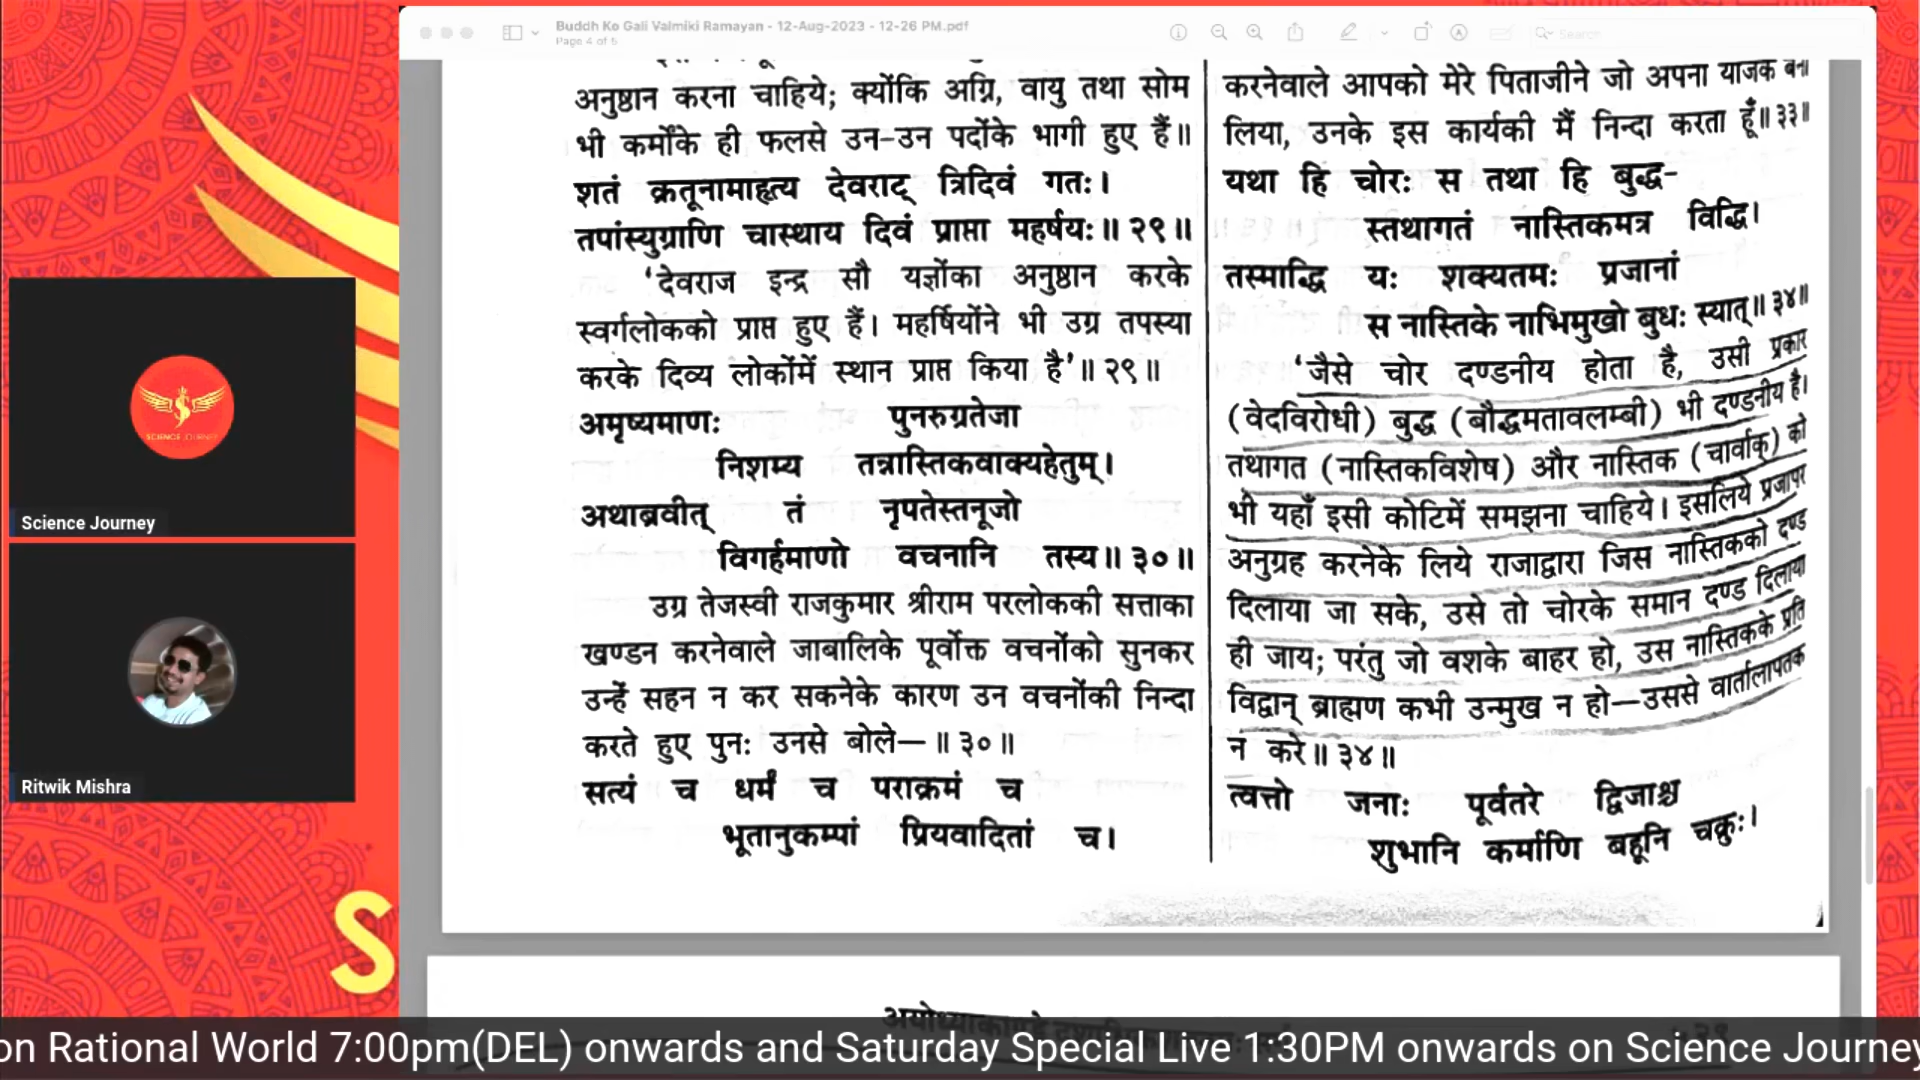 Buddh Ko Gali Valmiki Ramayan - 12-Aug-2023 - 12-26 PM.pdf
Page 4 of 5
Search
अनुष्ठान करना चाहिये; क्योंकि अग्नि, वायु तथा सोम
भी कर्मोंके ही फलसे उन-उन पदोंके भागी हुए हैं॥
शतं क्रतूनामाहृत्य देवराट् त्रिदिवं गतः।
तपांस्युग्राणि चास्थाय दिवं प्राप्ता महर्षयः॥ २९॥
'देवराज इन्द्र सौ यज्ञोंका अनुष्ठान करके
स्वर्गलोकको प्राप्त हुए हैं। महर्षियोंने भी उग्र तपस्या
करके दिव्य लोकोंमें स्थान प्राप्त किया है'॥ २९॥
अमृष्यमाणः पुनरुग्रतेजा
निशम्य तन्नास्तिकवाक्यहेतुम्।
अथाब्रवीत् तं नृपतेस्तनूजो
विगर्हमाणो वचनानि तस्य॥ ३०॥
उग्र तेजस्वी राजकुमार श्रीराम परलोककी सत्ताका
खण्डन करनेवाले जाबालिके पूर्वोक्त वचनोंको सुनकर
उन्हें सहन न कर सकनेके कारण उन वचनोंकी निन्दा
करते हुए पुनः उनसे बोले—॥ ३०॥
सत्यं च धर्मं च पराक्रमं च
भूतानुकम्पां प्रियवादितां च।
करनेवाले आपको मेरे पिताजीने जो अपना याजक बना
लिया, उनके इस कार्यकी मैं निन्दा करता हूँ॥ ३३॥
यथा हि चोरः स तथा हि बुद्ध-
स्तथागतं नास्तिकमत्र विद्धि।
तस्माद्धि यः शक्यतमः प्रजानां
स नास्तिके नाभिमुखो बुधः स्यात्॥ ३४॥
'जैसे चोर दण्डनीय होता है, उसी प्रकार
(वेदविरोधी) बुद्ध (बौद्धमतावलम्बी) भी दण्डनीय है।
तथागत (नास्तिकविशेष) और नास्तिक (चार्वाक) को
भी यहाँ इसी कोटिमें समझना चाहिये। इसलिये प्रजापर
अनुग्रह करनेके लिये राजाद्वारा जिस नास्तिकको दण्ड
दिलाया जा सके, उसे तो चोरके समान दण्ड दिलाया
ही जाय; परंतु जो वशके बाहर हो, उस नास्तिकके प्रति
विद्वान् ब्राह्मण कभी उन्मुख न हो—उससे वार्तालापतक
न करे॥ ३४॥
त्वत्तो जनाः पूर्वतरे द्विजाश्च
शुभानि कर्माणि बहूनि चक्रुः।
SCIENCE JOURNEY
Science Journey
Ritwik Mishra
S
on Rational World 7:00pm(DEL) onwards and Saturday Special Live 1:30PM onwards on Science Journey